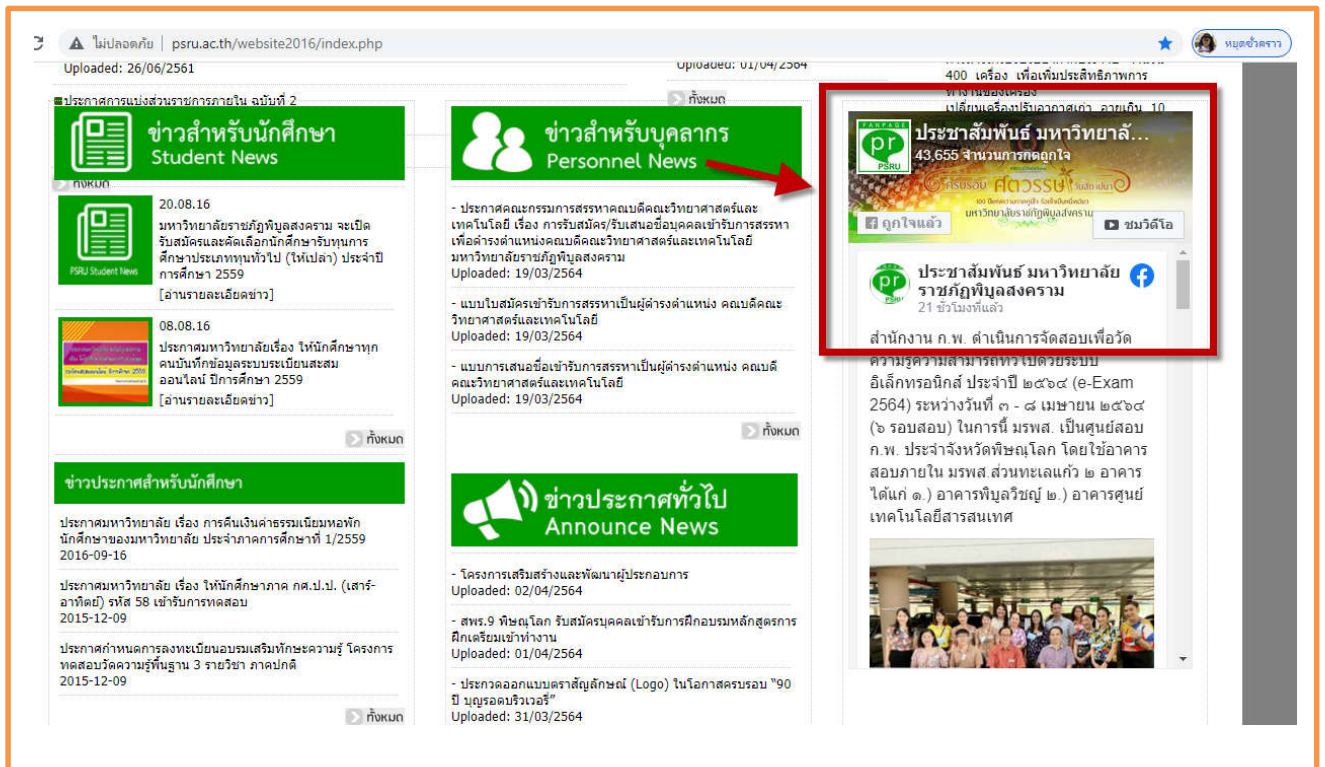 ไม่ปลอดภัย | psru.ac.th/website2016/index.php
หยุดชั่วคราว
Uploaded: 26/06/2561
ประกาศการแบ่งส่วนราชการภายใน ฉบับที่ 2
ทั้งหมด
ข่าวสำหรับนักศึกษา
Student News
20.08.16
มหาวิทยาลัยราชภัฏพิบูลสงคราม จะเปิด
รับสมัครและคัดเลือกนักศึกษารับทุนการ
ศึกษาประเภททุนทั่วไป (ให้เปล่า) ประจำปี
การศึกษา 2559
[อ่านรายละเอียดข่าว]
PSRU Student News
08.08.16
ประกาศมหาวิทยาลัยเรื่อง ให้นักศึกษาทุก
คนบันทึกข้อมูลระบบระเบียนสะสม
ออนไลน์ ปีการศึกษา 2559
[อ่านรายละเอียดข่าว]
ทั้งหมด
ข่าวประกาศสำหรับนักศึกษา
ประกาศมหาวิทยาลัย เรื่อง การคืนเงินค่าธรรมเนียมหอพัก
นักศึกษาของมหาวิทยาลัย ประจำภาคการศึกษาที่ 1/2559
2016-09-16
ประกาศมหาวิทยาลัย เรื่อง ให้นักศึกษาภาค กศ.ป.ป. (เสาร์-
อาทิตย์) รหัส 58 เข้ารับการทดสอบ
2015-12-09
ประกาศกำหนดการลงทะเบียนอบรมเสริมทักษะความรู้ โครงการ
ทดสอบวัดความรู้พื้นฐาน 3 รายวิชา ภาคปกติ
2015-12-09
ทั้งหมด
Uploaded: 01/04/2564
ทั้งหมด
ข่าวสำหรับบุคลากร
Personnel News
- ประกาศคณะกรรมการสรรหาคณบดีคณะวิทยาศาสตร์และ
เทคโนโลยี เรื่อง การรับสมัคร/รับเสนอชื่อบุคคลเข้ารับการสรรหา
เพื่อดำรงตำแหน่งคณบดีคณะวิทยาศาสตร์และเทคโนโลยี
มหาวิทยาลัยราชภัฏพิบูลสงคราม
Uploaded: 19/03/2564
- แบบใบสมัครเข้ารับการสรรหาเป็นผู้ดำรงตำแหน่ง คณบดีคณะ
วิทยาศาสตร์และเทคโนโลยี
Uploaded: 19/03/2564
- แบบการเสนอชื่อเข้ารับการสรรหาเป็นผู้ดำรงตำแหน่ง คณบดี
คณะวิทยาศาสตร์และเทคโนโลยี
Uploaded: 19/03/2564
ทั้งหมด
ข่าวประกาศทั่วไป
Announce News
- โครงการเสริมสร้างและพัฒนาผู้ประกอบการ
Uploaded: 02/04/2564
- สพร.9 พิษณุโลก รับสมัครบุคคลเข้ารับการฝึกอบรมหลักสูตรการ
ฝึกเตรียมเข้าทำงาน
Uploaded: 01/04/2564
- ประกวดออกแบบตราสัญลักษณ์ (Logo) ในโอกาสครบรอบ "90
ปี บุญรอดบริวเวอรี่"
Uploaded: 31/03/2564
400 เครื่อง เพื่อเพิ่มประสิทธิภาพการ
ทำงานของเครื่อง
เปลี่ยนเครื่องปรับอากาศเก่า อายุเกิน 10
FANPAGE
pr
PSRU
ประชาสัมพันธ์ มหาวิทยาลั...
43,655 จำนวนการกดถูกใจ
ครบรอบ ศตวรรษ วันสถาปนา
มหาวิทยาลัยราชภัฏพิบูลสงคราม
ถูกใจแล้ว
ชมวิดีโอ
pr
ประชาสัมพันธ์ มหาวิทยาลัย
ราชภัฏพิบูลสงคราม
21 ชั่วโมงที่แล้ว
สำนักงาน ก.พ. ดำเนินการจัดสอบเพื่อวัด
ความรู้ความสามารถทั่วไปด้วยระบบ
อิเล็กทรอนิกส์ ประจำปี ๒๕๖๔ (e-Exam
2564) ระหว่างวันที่ ๓ - ๘ เมษายน ๒๕๖๔
(๖ รอบสอบ) ในการนี้ มรพส. เป็นศูนย์สอบ
ก.พ. ประจำจังหวัดพิษณุโลก โดยใช้อาคาร
สอบภายใน มรพส.ส่วนทะเลแก้ว ๒ อาคาร
ได้แก่ ๑.) อาคารพิบูลวิชญ์ ๒.) อาคารศูนย์
เทคโนโลยีสารสนเทศ